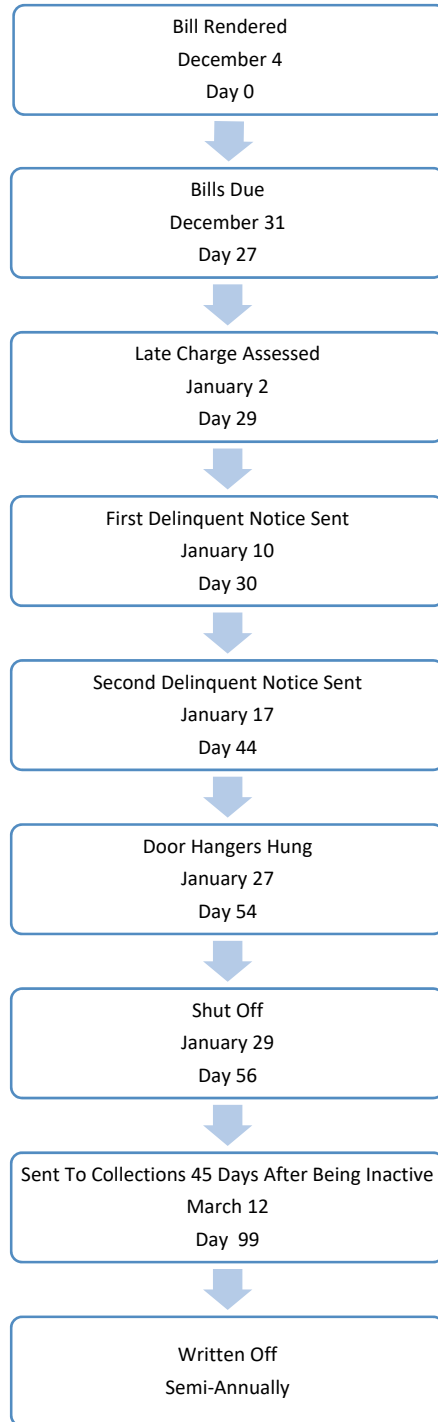 Bill Rendered
December 4
Day 0
Bills Due
December 31
Day 27
Late Charge Assessed
January 2
Day 29
First Delinquent Notice Sent
January 10
Day 30
Second Delinquent Notice Sent
January 17
Day 44
Door Hangers Hung
January 27
Day 54
Shut Off
January 29
Day 56
Sent To Collections 45 Days After Being Inactive
March 12
Day 99
Written Off
Semi-Annually